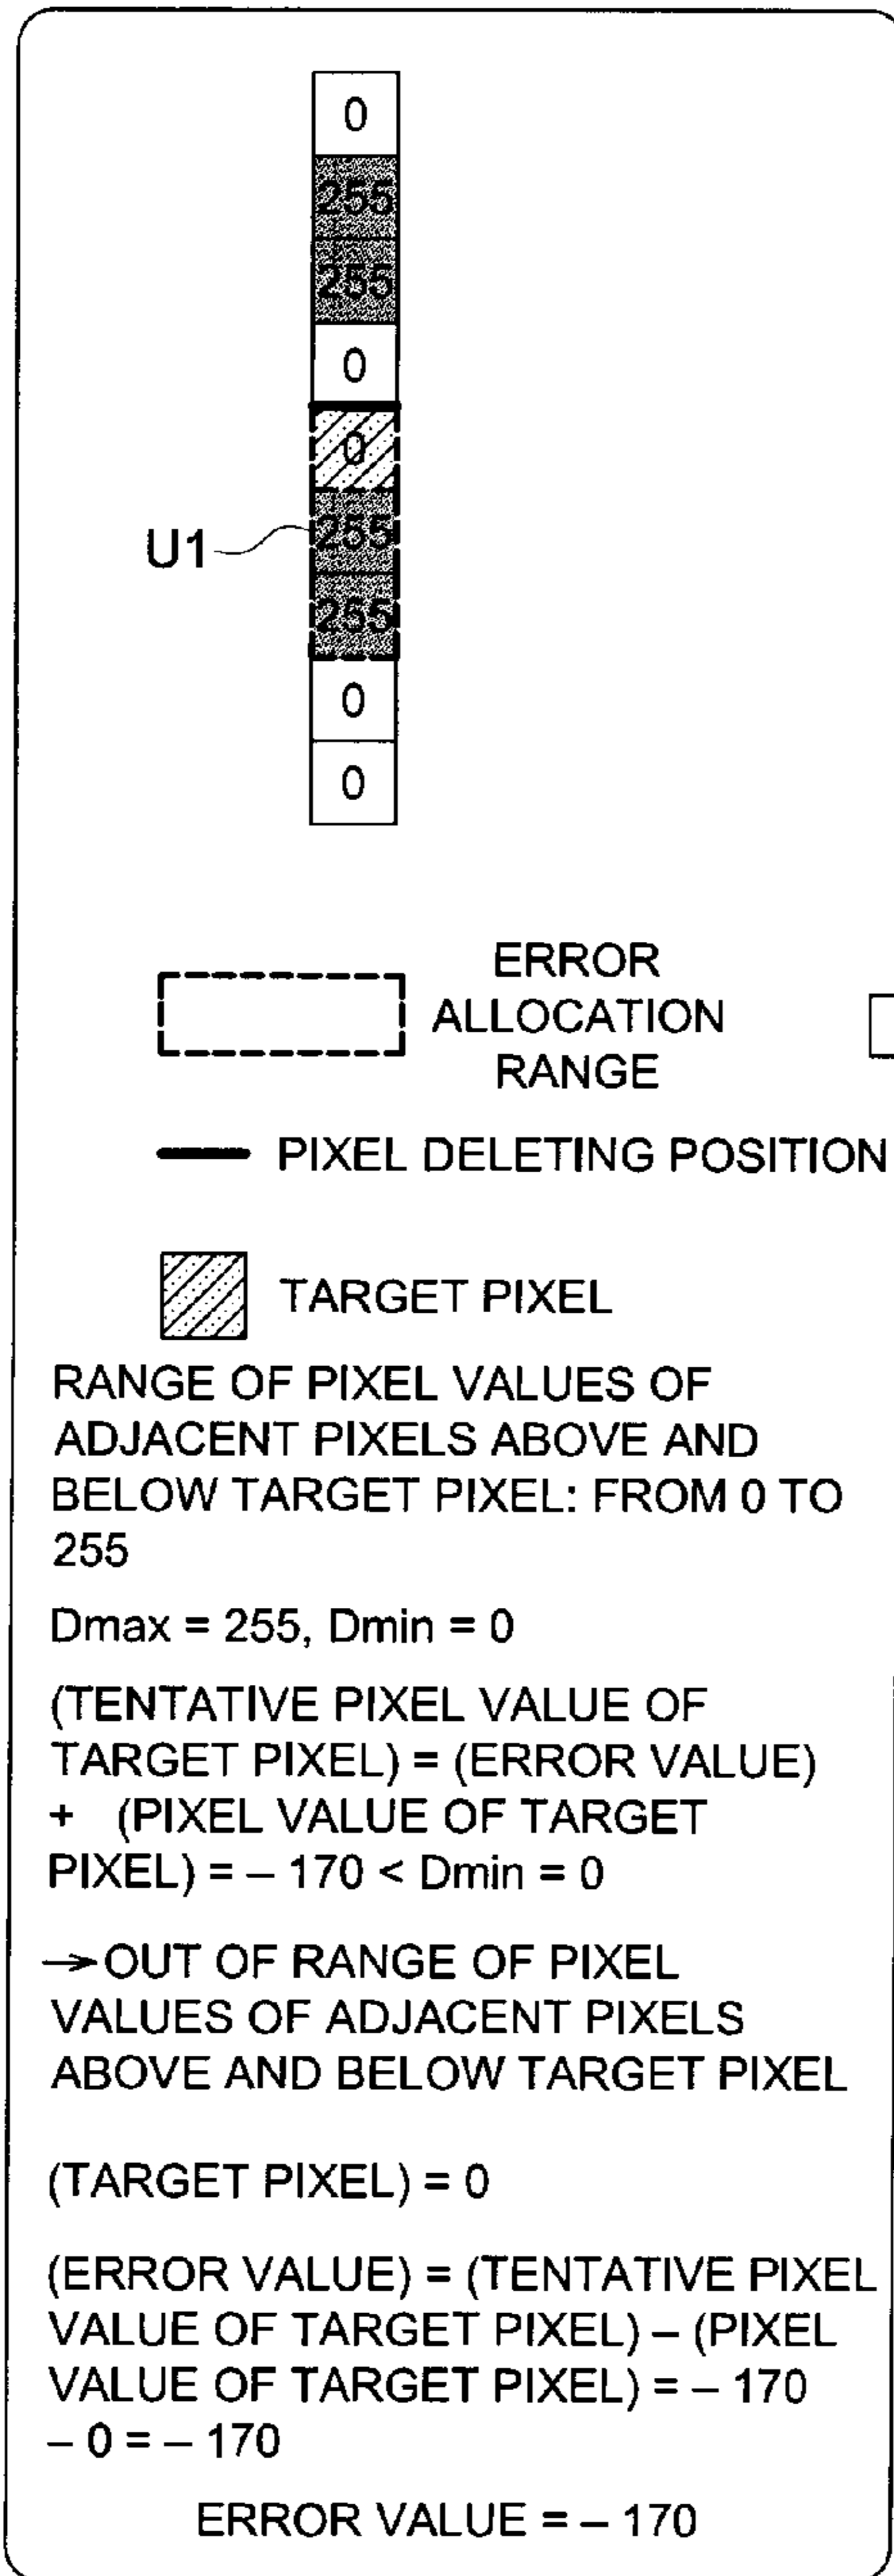 0
255
255
0
0
U1
255
255
0
0
ERROR
ALLOCATION
RANGE
PIXEL DELETING POSITION
TARGET PIXEL
RANGE OF PIXEL VALUES OF
ADJACENT PIXELS ABOVE AND
BELOW TARGET PIXEL: FROM 0 TO
255
Dmax = 255, Dmin = 0
(TENTATIVE PIXEL VALUE OF
TARGET PIXEL) = (ERROR VALUE)
+ (PIXEL VALUE OF TARGET
PIXEL) = – 170 < Dmin = 0
→OUT OF RANGE OF PIXEL
VALUES OF ADJACENT PIXELS
ABOVE AND BELOW TARGET PIXEL
(TARGET PIXEL) = 0
(ERROR VALUE) = (TENTATIVE PIXEL
VALUE OF TARGET PIXEL) – (PIXEL
VALUE OF TARGET PIXEL) = – 170
– 0 = – 170
ERROR VALUE = – 170